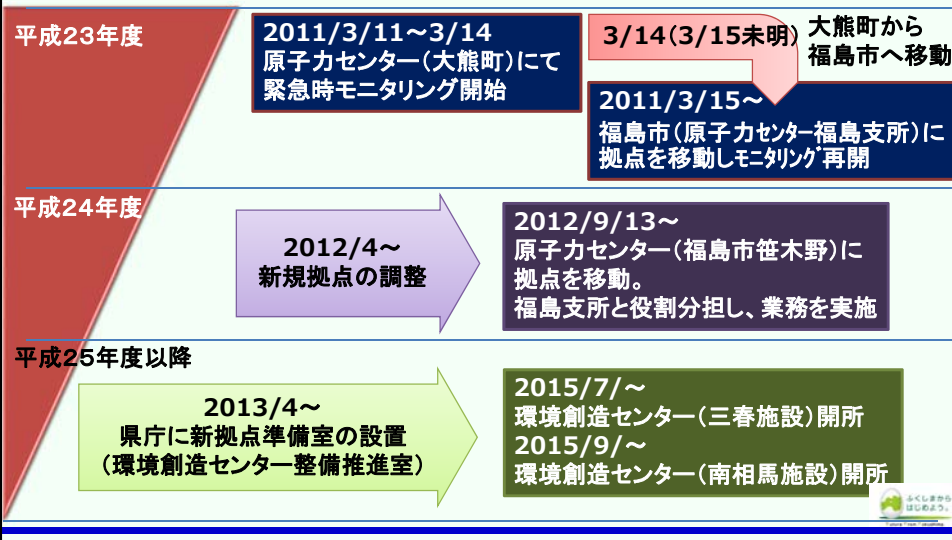 平成23年度
2011/3/11～3/14
原子力センター（大熊町）にて
緊急時モニタリング開始
3/14（3/15未明）
大熊町から
福島市へ移動
2011/3/15～
福島市（原子力ｾﾝﾀｰ福島支所）に
拠点を移動しﾓﾆﾀﾘﾝｸﾞ再開
平成24年度
2012/4～
新規拠点の調整
2012/9/13～
原子力センター（福島市笹木野）に
拠点を移動。
福島支所と役割分担し、業務を実施
平成25年度以降
2013/4～
県庁に新拠点準備室の設置
（環境創造センター整備推進室）
2015/7/～
環境創造センター（三春施設）開所
2015/9/～
環境創造センター（南相馬施設）開所
ふくしまから
はじめよう。